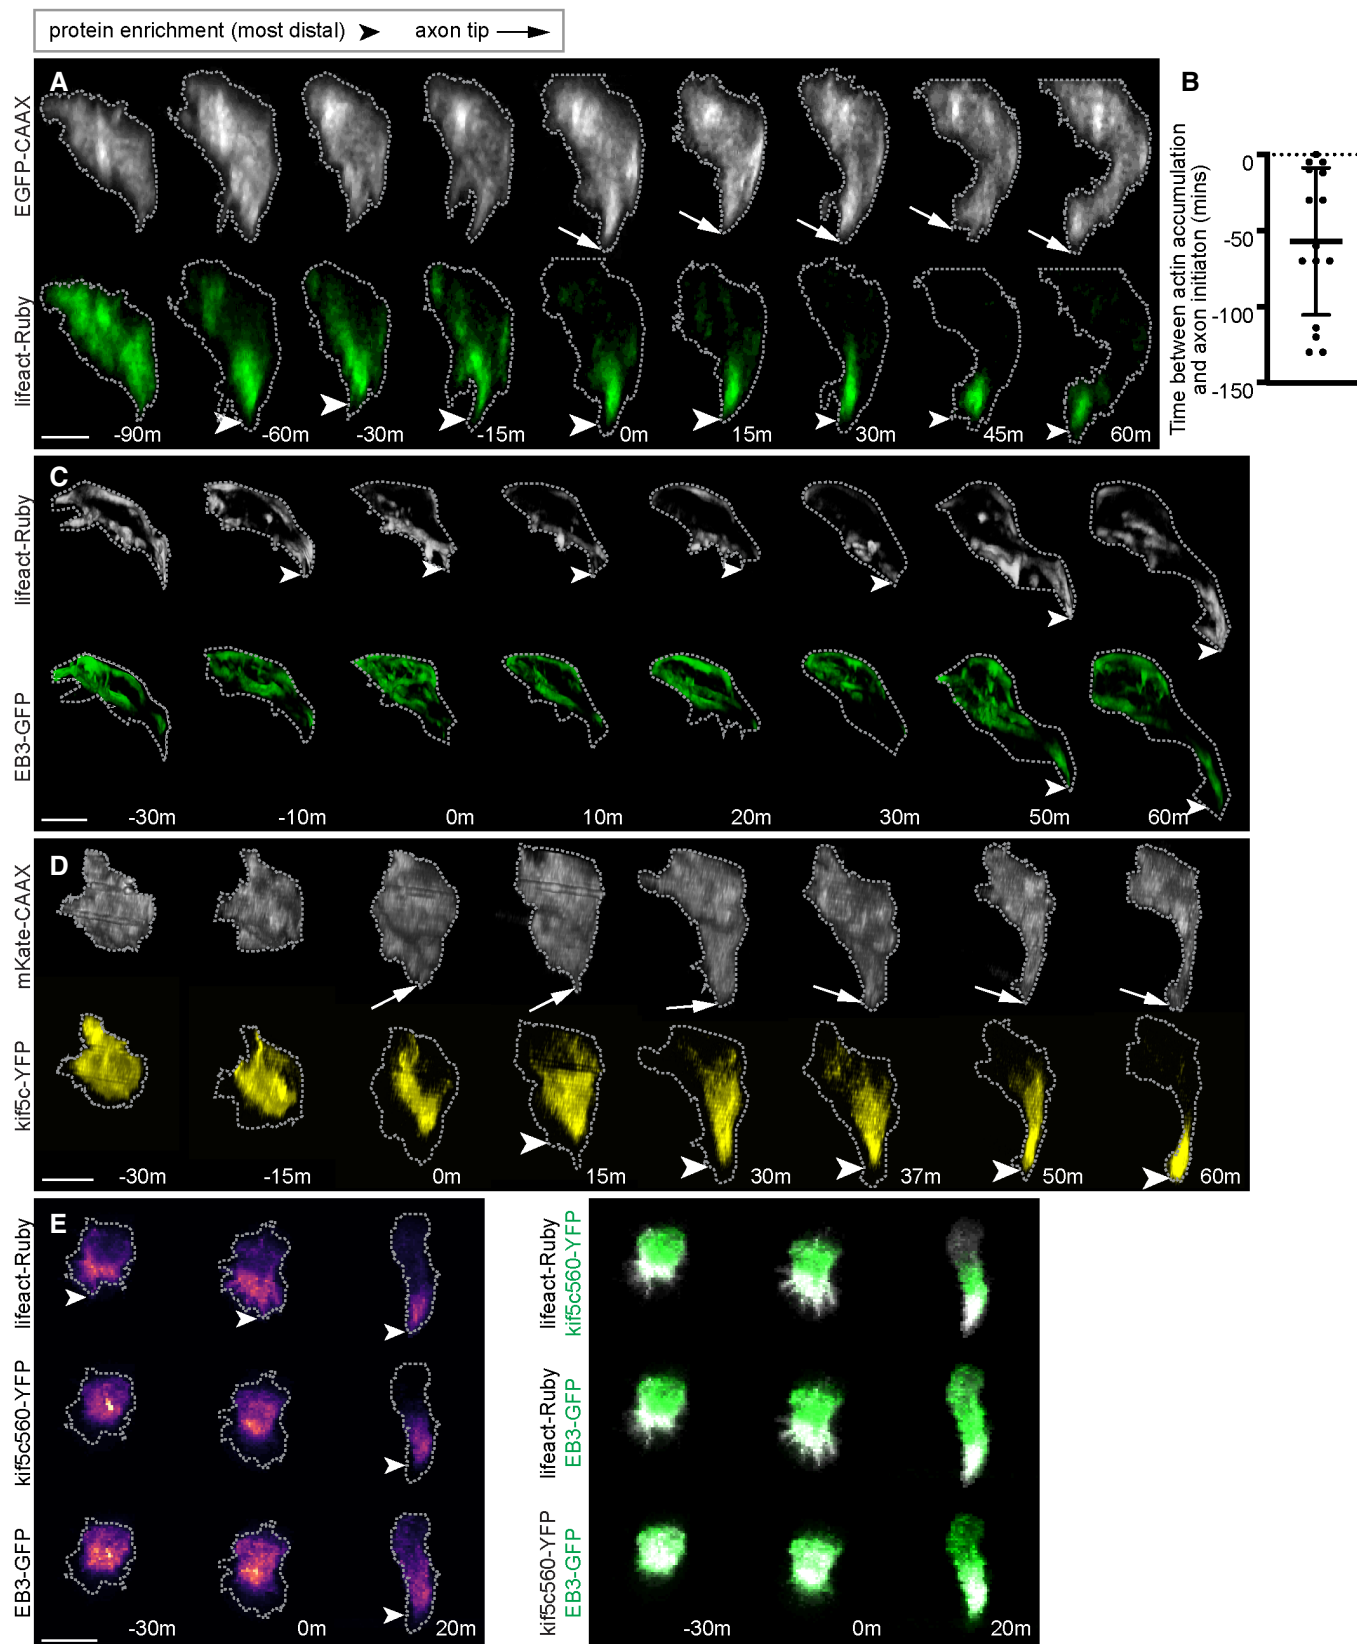 protein enrichment (most distal) axon tip
A
EGFP-CAAX
lifeact-Ruby
-90m -60m -30m -15m 0m 15m 30m 45m 60m
B
Time between actin accumulation
and axon initiaton (mins)
0
-50
-100
-150
C
lifeact-Ruby
EB3-GFP
-30m -10m 0m 10m 20m 30m 50m 60m
D
mKate-CAAX
kif5c-YFP
-30m -15m 0m 15m 30m 37m 50m 60m
E
lifeact-Ruby
kif5c560-YFP
EB3-GFP
-30m 0m 20m
lifeact-Ruby
kif5c560-YFP
lifeact-Ruby
EB3-GFP
kif5c560-YFP
EB3-GFP
-30m 0m 20m